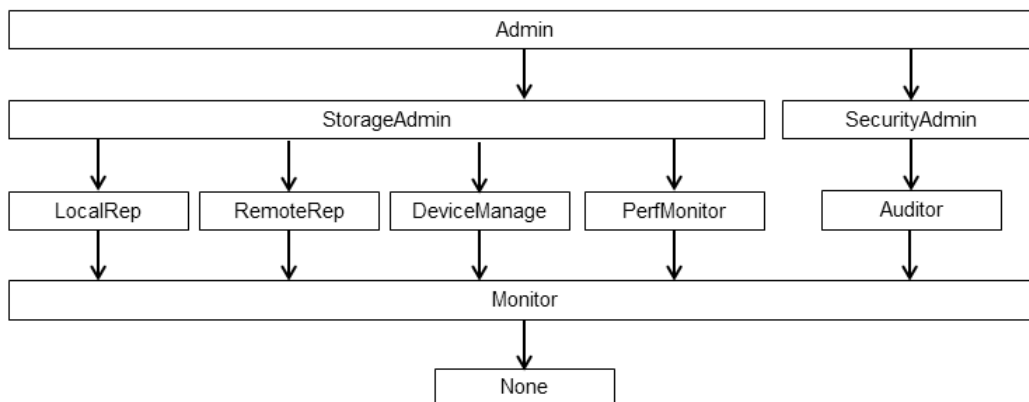 Admin
StorageAdmin
SecurityAdmin
LocalRep
RemoteRep
DeviceManage
PerfMonitor
Auditor
Monitor
None